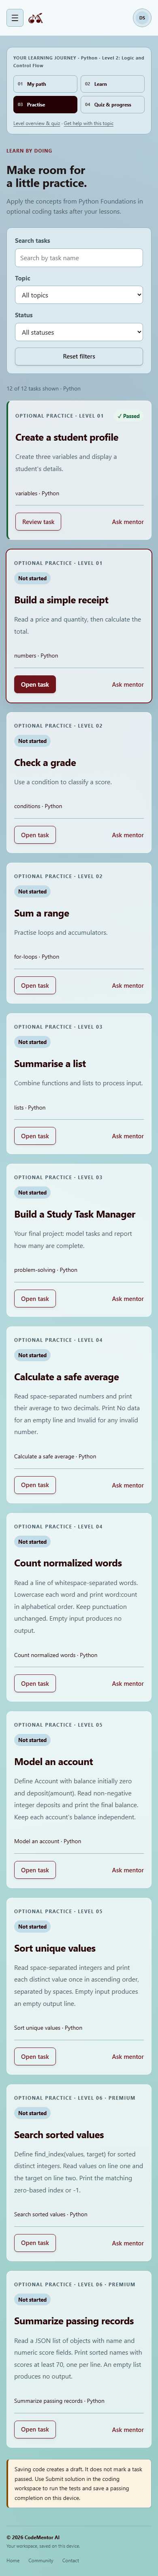 DS
YOUR LEARNING JOURNEY · Python · Level 2: Logic and
Control Flow
01 My path
02 Learn
03 Practise
04 Quiz & progress
Level overview & quiz · Get help with this topic
LEARN BY DOING
Make room for
a little practice.
Apply the concepts from Python Foundations in
optional coding tasks after your lessons.
Search tasks
Search by task name
Topic
All topics
Status
All statuses
Reset filters
12 of 12 tasks shown · Python
OPTIONAL PRACTICE · LEVEL 01
✓ Passed
Create a student profile
Create three variables and display a
student's details.
variables · Python
Review task
Ask mentor
OPTIONAL PRACTICE · LEVEL 01
Not started
Build a simple receipt
Read a price and quantity, then calculate the
total.
numbers · Python
Open task
Ask mentor
OPTIONAL PRACTICE · LEVEL 02
Not started
Check a grade
Use a condition to classify a score.
conditions · Python
Open task
Ask mentor
OPTIONAL PRACTICE · LEVEL 02
Not started
Sum a range
Practise loops and accumulators.
for-loops · Python
Open task
Ask mentor
OPTIONAL PRACTICE · LEVEL 03
Not started
Summarise a list
Combine functions and lists to process input.
lists · Python
Open task
Ask mentor
OPTIONAL PRACTICE · LEVEL 03
Not started
Build a Study Task Manager
Your final project: model tasks and report
how many are complete.
problem-solving · Python
Open task
Ask mentor
OPTIONAL PRACTICE · LEVEL 04
Not started
Calculate a safe average
Read space-separated numbers and print
their average to two decimals. Print No data
for an empty line and Invalid for any invalid
number.
Calculate a safe average · Python
Open task
Ask mentor
OPTIONAL PRACTICE · LEVEL 04
Not started
Count normalized words
Read a line of whitespace-separated words.
Lowercase each word and print word=count
in alphabetical order. Keep punctuation
unchanged. Empty input produces no
output.
Count normalized words · Python
Open task
Ask mentor
OPTIONAL PRACTICE · LEVEL 05
Not started
Model an account
Define Account with balance initially zero
and deposit(amount). Read non-negative
integer deposits and print the final balance.
Keep each account's balance independent.
Model an account · Python
Open task
Ask mentor
OPTIONAL PRACTICE · LEVEL 05
Not started
Sort unique values
Read space-separated integers and print
each distinct value once in ascending order,
separated by spaces. Empty input produces
an empty output line.
Sort unique values · Python
Open task
Ask mentor
OPTIONAL PRACTICE · LEVEL 06 · PREMIUM
Not started
Search sorted values
Define find_index(values, target) for sorted
distinct integers. Read values on line one and
the target on line two. Print the matching
zero-based index or -1.
Search sorted values · Python
Open task
Ask mentor
OPTIONAL PRACTICE · LEVEL 06 · PREMIUM
Not started
Summarize passing records
Read a JSON list of objects with name and
numeric score fields. Print sorted names with
scores at least 70, one per line. An empty list
produces no output.
Summarize passing records · Python
Open task
Ask mentor
Saving code creates a draft. It does not mark a task
passed. Use Submit solution in the coding
workspace to run the tests and save a passing
completion on this device.
© 2026 CodeMentor AI
Your workspace, saved on this device.
Home
Community
Contact